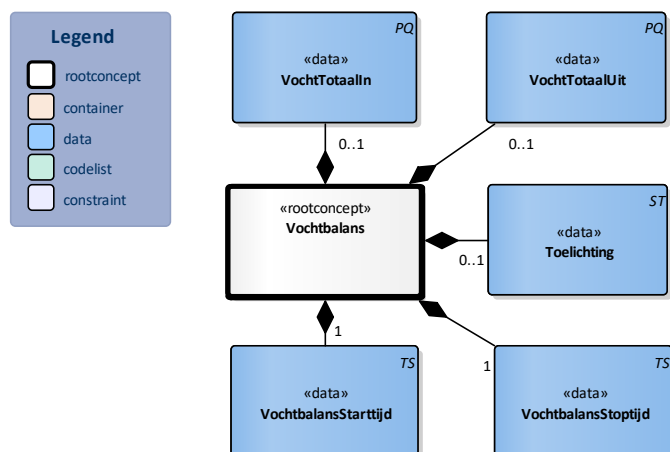 Legend
rootconcept
container
data
codelist
constraint
PQ
«data»
VochtTotaalIn
0..1
PQ
«data»
VochtTotaalUit
0..1
«rootconcept»
Vochtbalans
ST
«data»
Toelichting
0..1
1
TS
«data»
VochtbalansStarttijd
1
TS
«data»
VochtbalansStoptijd